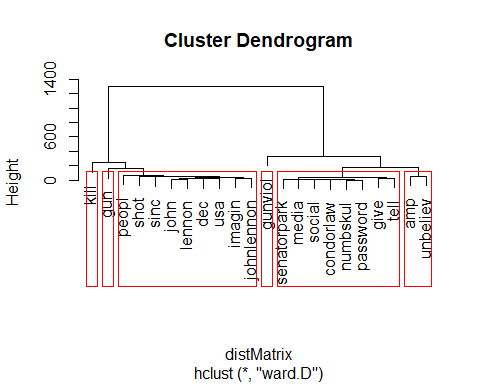 Cluster Dendrogram
Height
0 600 1400
kill
gun
peopl
shot
sinc
john
lennon
dec
usa
imagin
johnlennon
gunviol
senatorpark
media
social
condorlaw
numbskul
password
give
tell
amp
unbeliev
distMatrix
hclust (*, "ward.D")